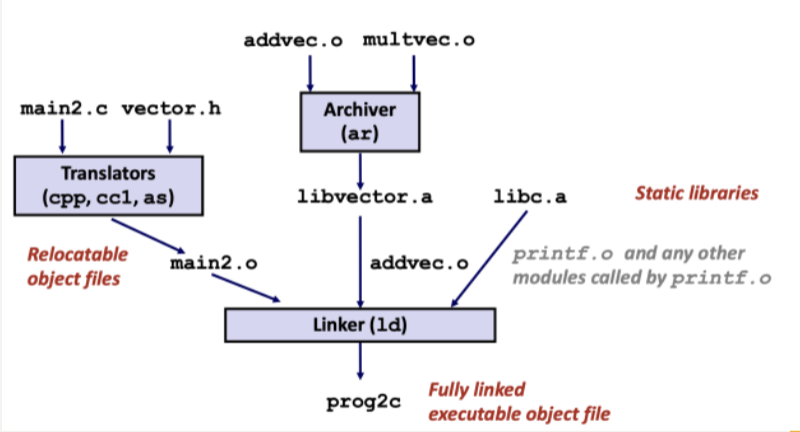 addvec.o multvec.o
main2.c vector.h
Archiver
(ar)
Translators
(cpp, cc1, as)
libvector.a
libc.a
Static libraries
Relocatable
object files
main2.o
addvec.o
printf.o and any other
modules called by printf.o
Linker (ld)
prog2c
Fully linked
executable object file